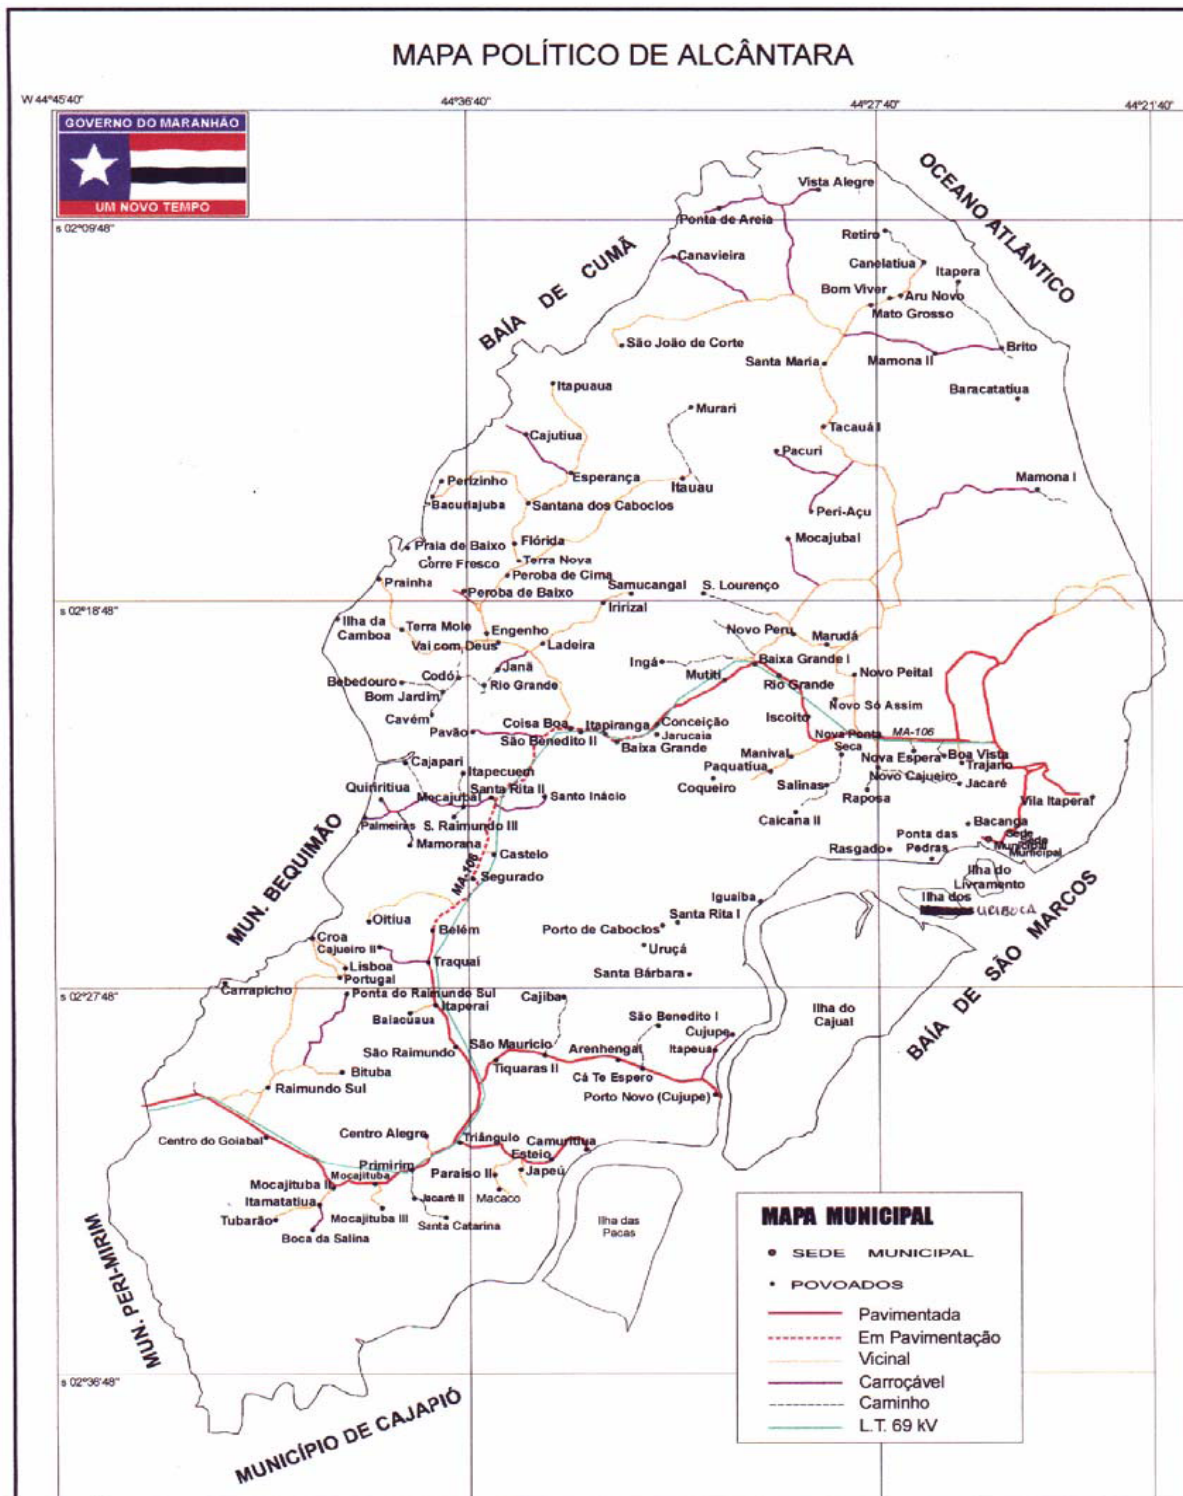 MAPA POLÍTICO DE ALCÂNTARA
W 44°45'40"
44°36'40"
44°27'40"
44°21'40"
GOVERNO DO MARANHÃO
UM NOVO TEMPO
OCEANO ATLÂNTICO
Vista Alegre
Ponta de Areia
s 02°09'48"
Retiro
BAÍA DE CUMÃ
Canavieira
Canelatiua
Itapera
Bom Viver
Aru Novo
Mato Grosso
São João de Corte
Santa Maria
Mamona II
Brito
Itapuaua
Baracatatiua
Murari
Tacauá I
Cajutiua
Pacuri
Perizinho
Esperança
Itauau
Mamona I
Bacuriajuba
Santana dos Caboclos
Peri-Açu
Flórida
Mocajubal
Praia de Baixo
Corre Fresco
Terra Nova
Peroba de Cima
Prainha
Peroba de Baixo
Samucangal
S. Lourenço
s 02°18'48"
Iririzal
Ilha da
Camboa
Terra Mole
Engenho
Novo Peru
Marudá
Vai com Deus
Ladeira
Ingá
Baixa Grande I
Janã
Codó
Mutiti
Rio Grande
Novo Peital
Bebedouro
Rio Grande
Bom Jardim
Novo Só Assim
Cavém
Coisa Boa
Itapiranga
Conceição
Iscoito
Pavão
São Benedito II
Jarucaia
Nova Ponta
Seca
MA-106
Baixa Grande
Manival
Nova Espera
Boa Vista
Trajano
Cajapari
Itapecuem
Paquatiua
Novo Cajueiro
Coqueiro
Salinas
Jacaré
Quiriritiua
Santa Rita II
Mocajubal
Santo Inácio
Raposa
Vila Itaperaí
Palmeiras
S. Raimundo III
Caicana II
Bacanga
Mamorana
Ponta das
Pedras
Sede
Municipal
Sede
Municipal
Castelo
Rasgado
MUN. BEQUIMÃO
MA-106
Segurado
Ilha do
Livramento
Iguaiba
Ilha dos
URIBOCA
Oitiua
Santa Rita I
Belém
Porto de Caboclos
Croa
Cajueiro II
Uruçá
BAÍA DE SÃO MARCOS
Traquaí
Lisboa
Portugal
Santa Bárbara
Carrapicho
s 02°27'48"
Ponta do Raimundo Sul
Cajiba
Itaperai
Baiacuaua
São Benedito I
Ilha do
Cajual
Cujupe
São Raimundo
São Mauricio
Arenhengal
Itapeua
Bituba
Tiquaras II
Cá Te Espero
Raimundo Sul
Porto Novo (Cujupe)
Centro do Goiabal
Centro Alegre
Triângulo
Camuritiua
Esteio
Primirim
Paraiso II
Japeú
Mocajituba II
Mocajituba
Itamatatiua
Jacaré II
Macaco
Tubarão
Mocajituba III
Santa Catarina
Boca da Salina
Ilha das
Pacas
MUN. PERI-MIRIM
s 02°36'48"
MUNICÍPIO DE CAJAPIÓ
MAPA MUNICIPAL
SEDE MUNICIPAL
POVOADOS
Pavimentada
Em Pavimentação
Vicinal
Carroçável
Caminho
L.T. 69 kV